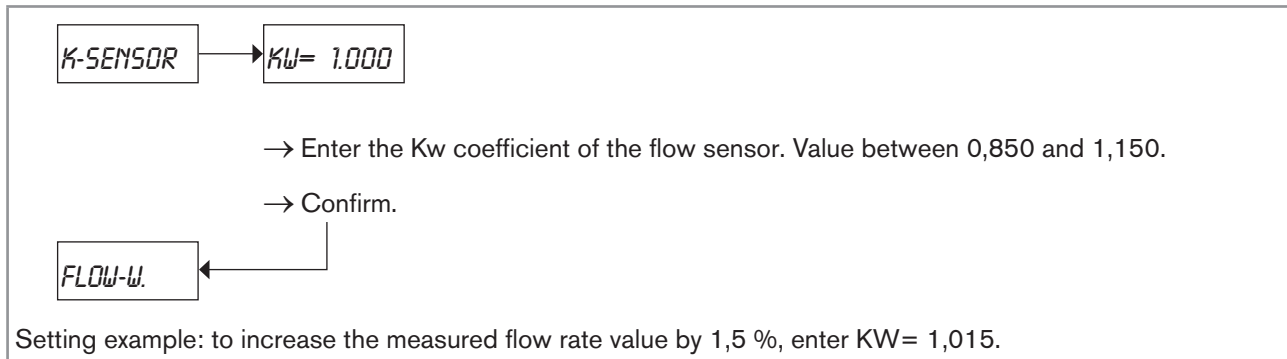 K-SENSOR
KW= 1.000
→ Enter the Kw coefficient of the flow sensor. Value between 0,850 and 1,150.
→ Confirm.
FLOW-W.
Setting example: to increase the measured flow rate value by 1,5 %, enter KW= 1,015.